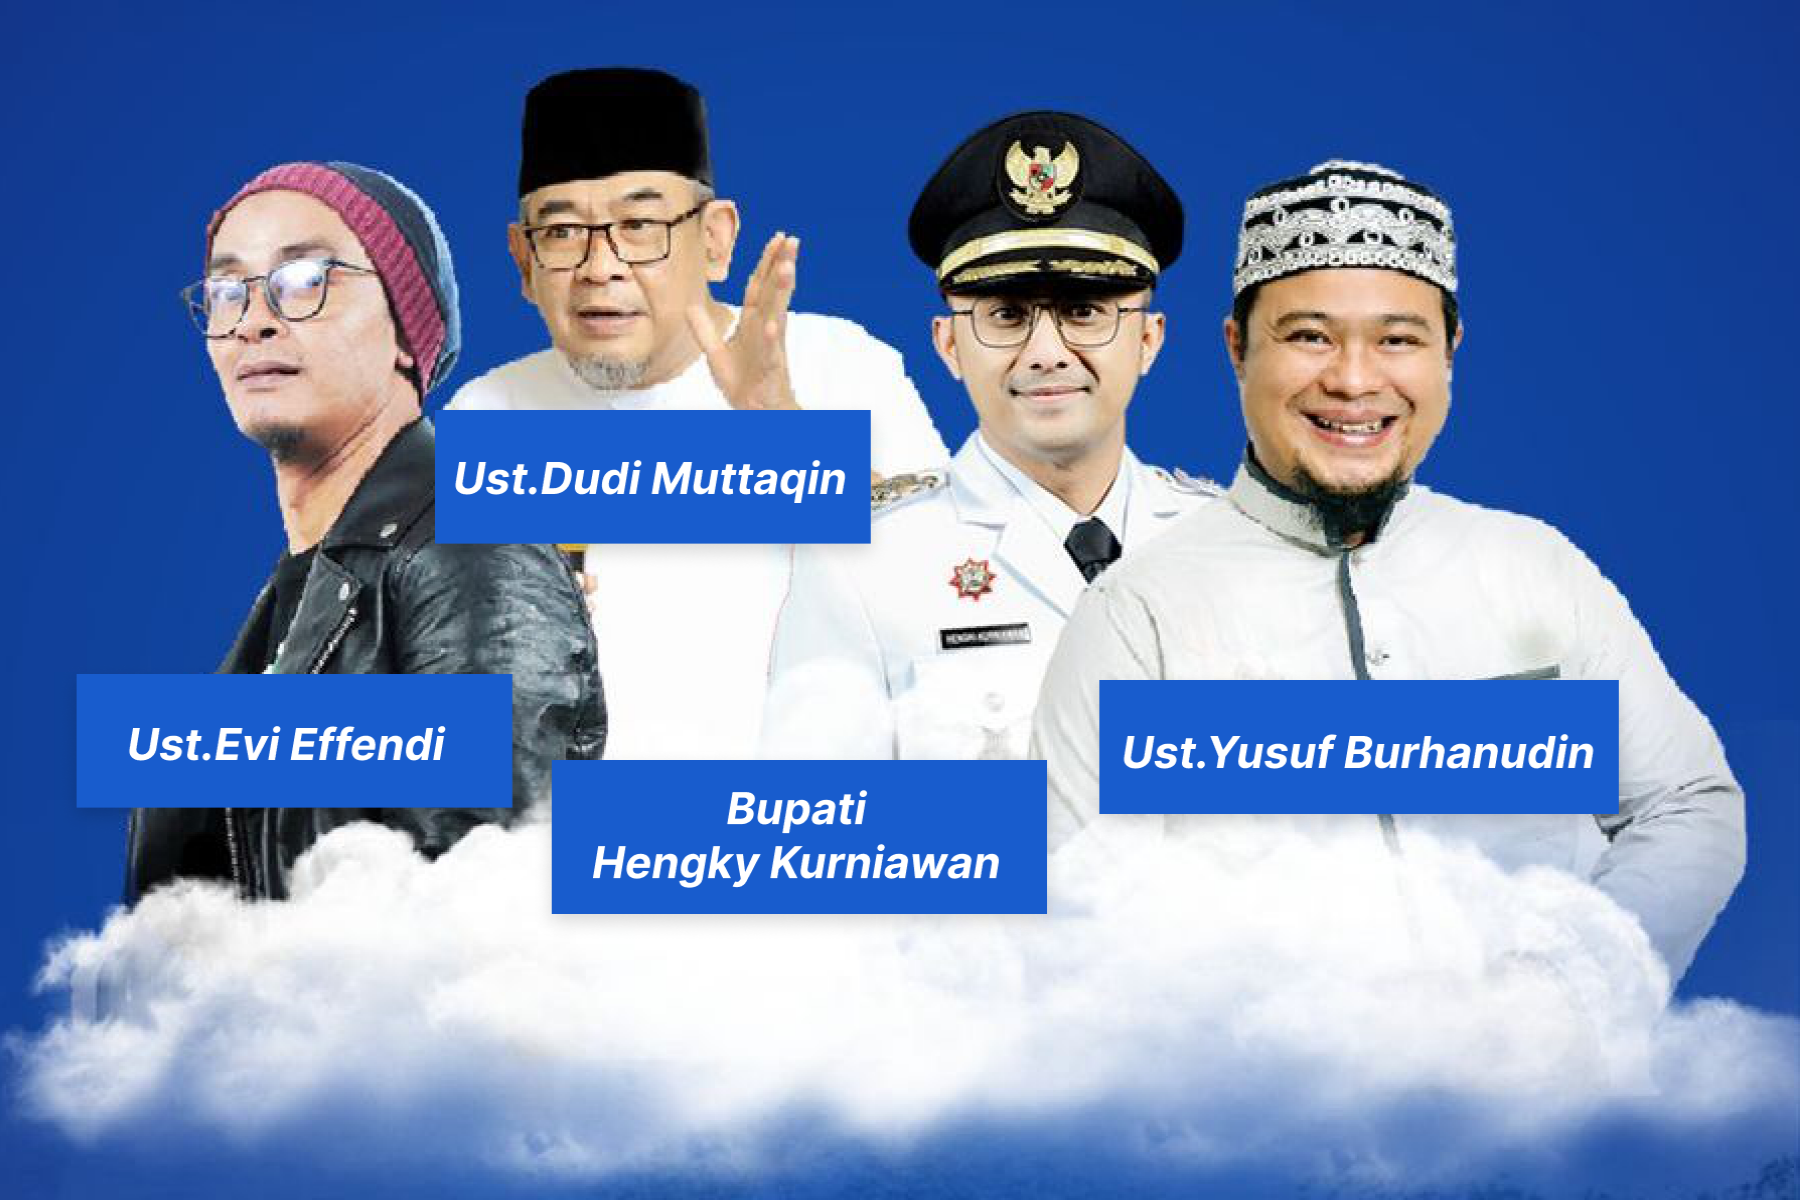 Ust.Dudi Muttaqin
Ust.Evi Effendi
Bupati
Hengky Kurniawan
Ust.Yusuf Burhanudin